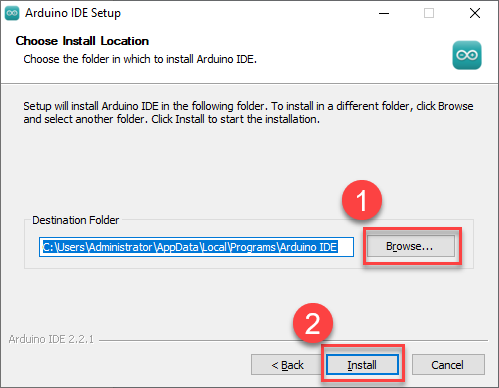 Arduino IDE Setup
Choose Install Location
Choose the folder in which to install Arduino IDE.
Setup will install Arduino IDE in the following folder. To install in a different folder, click Browse
and select another folder. Click Install to start the installation.
1
Destination Folder
C:\Users\Administrator\AppData\Local\Programs\Arduino IDE
Browse...
2
Arduino IDE 2.2.1
< Back
Install
Cancel